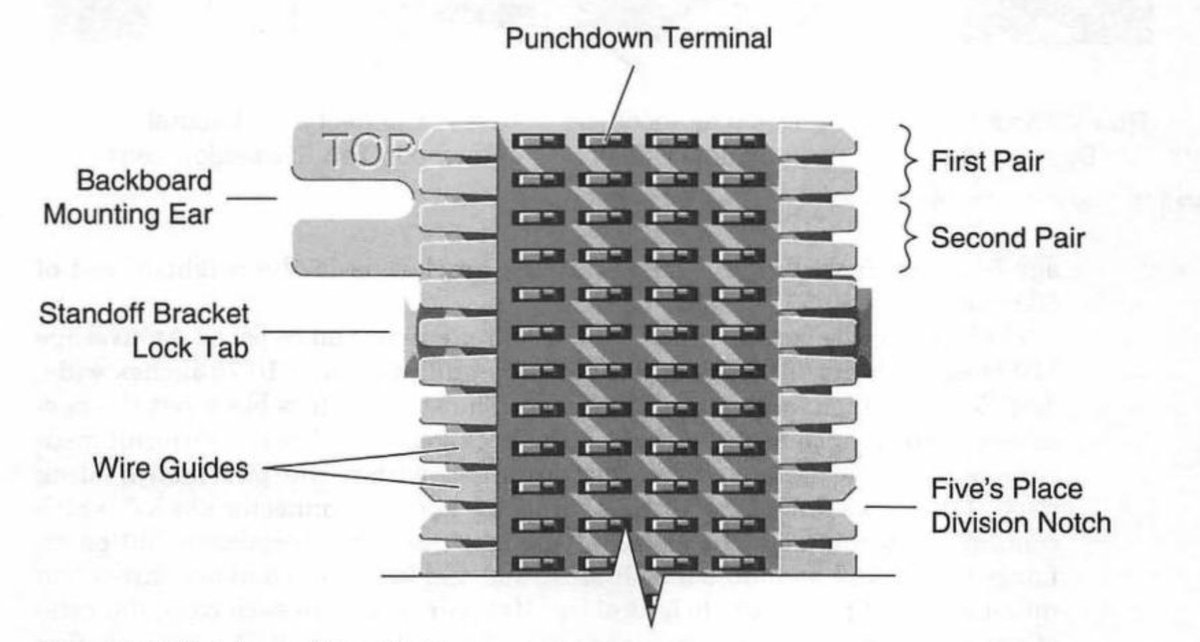 Punchdown Terminal
TOP
First Pair
Backboard
Mounting Ear
Second Pair
Standoff Bracket
Lock Tab
Wire Guides
Five's Place
Division Notch